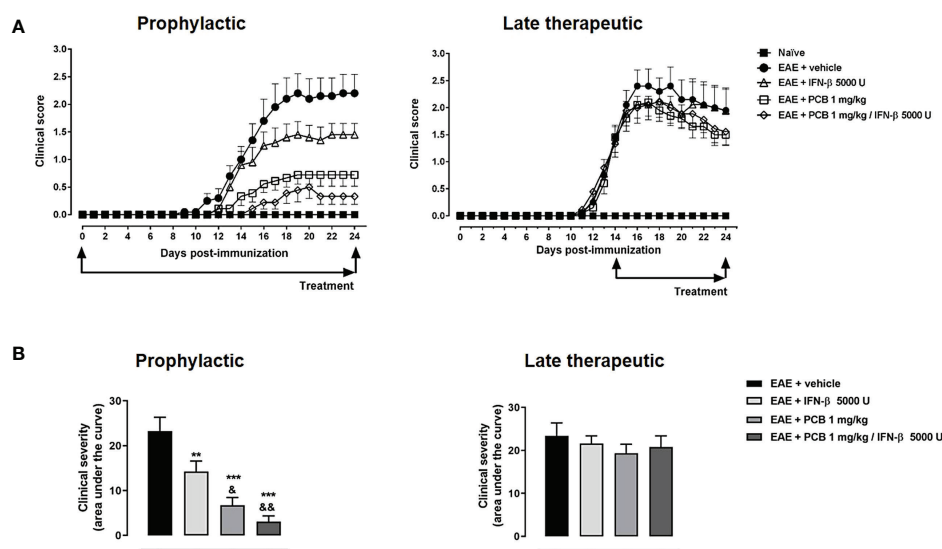 A
Prophylactic
Late therapeutic
Clinical score
3.0
2.5
2.0
1.5
1.0
0.5
0.0
0 2 4 6 8 10 12 14 16 18 20 22 24
Days post-immunization
Treatment
Clinical score
3.0
2.5
2.0
1.5
1.0
0.5
0.0
0 2 4 6 8 10 12 14 16 18 20 22 24
Days post-immunization
Treatment
Naïve
EAE + vehicle
EAE + IFN-β 5000 U
EAE + PCB 1 mg/kg
EAE + PCB 1 mg/kg / IFN-β 5000 U
B
Prophylactic
Late therapeutic
Clinical severity
(area under the curve)
30
20
10
0
**
***
&
***
&&
Clinical severity
(area under the curve)
30
20
10
0
EAE + vehicle
EAE + IFN-β 5000 U
EAE + PCB 1 mg/kg
EAE + PCB 1 mg/kg / IFN-β 5000 U